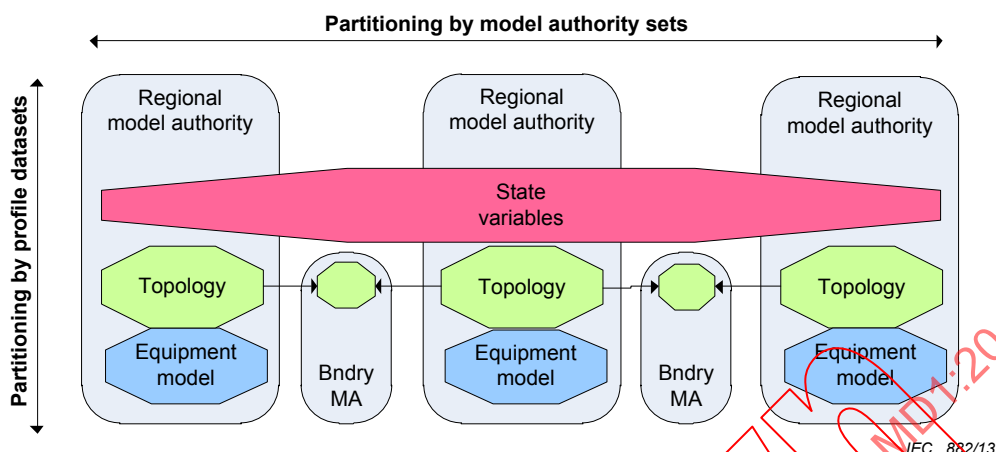 Partitioning by model authority sets
Partitioning by profile datasets
Regional
model authority
Regional
model authority
Regional
model authority
State
variables
Topology
Topology
Topology
Equipment
model
Equipment
model
Equipment
model
Bndry
MA
Bndry
MA
IEC 882/13